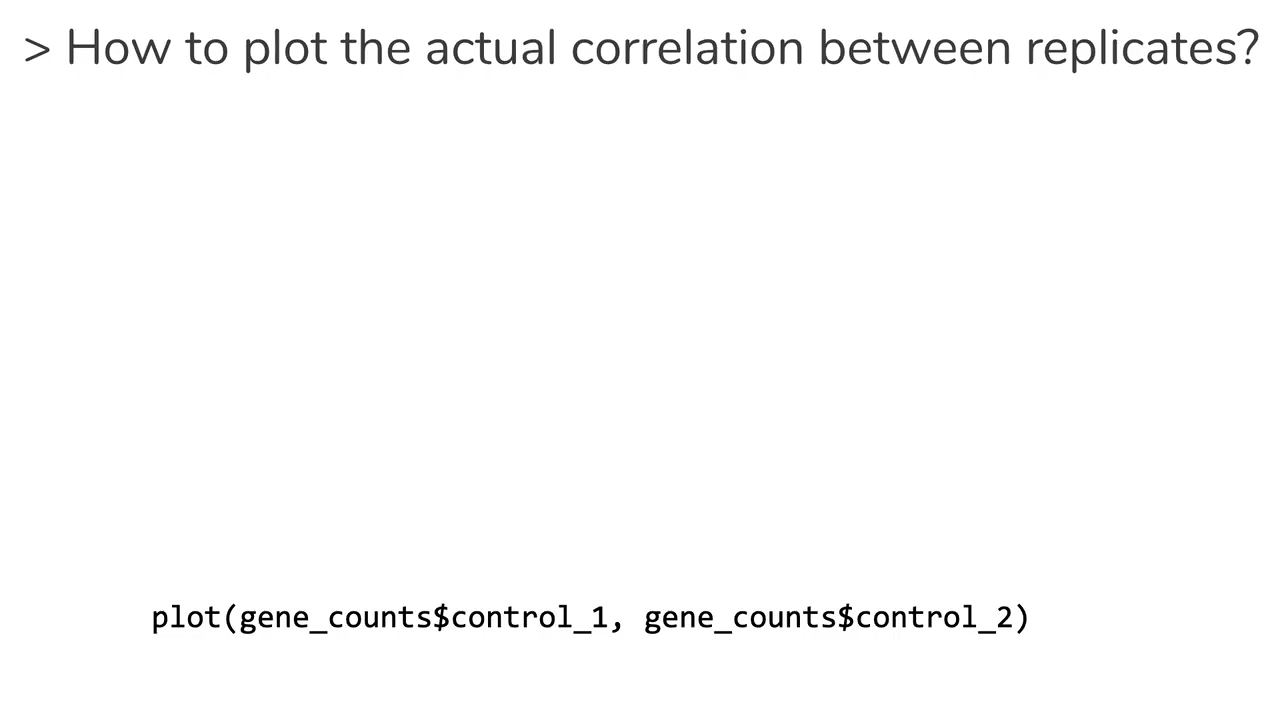 > How to plot the actual correlation between replicates?
plot(gene_counts$control_1, gene_counts$control_2)